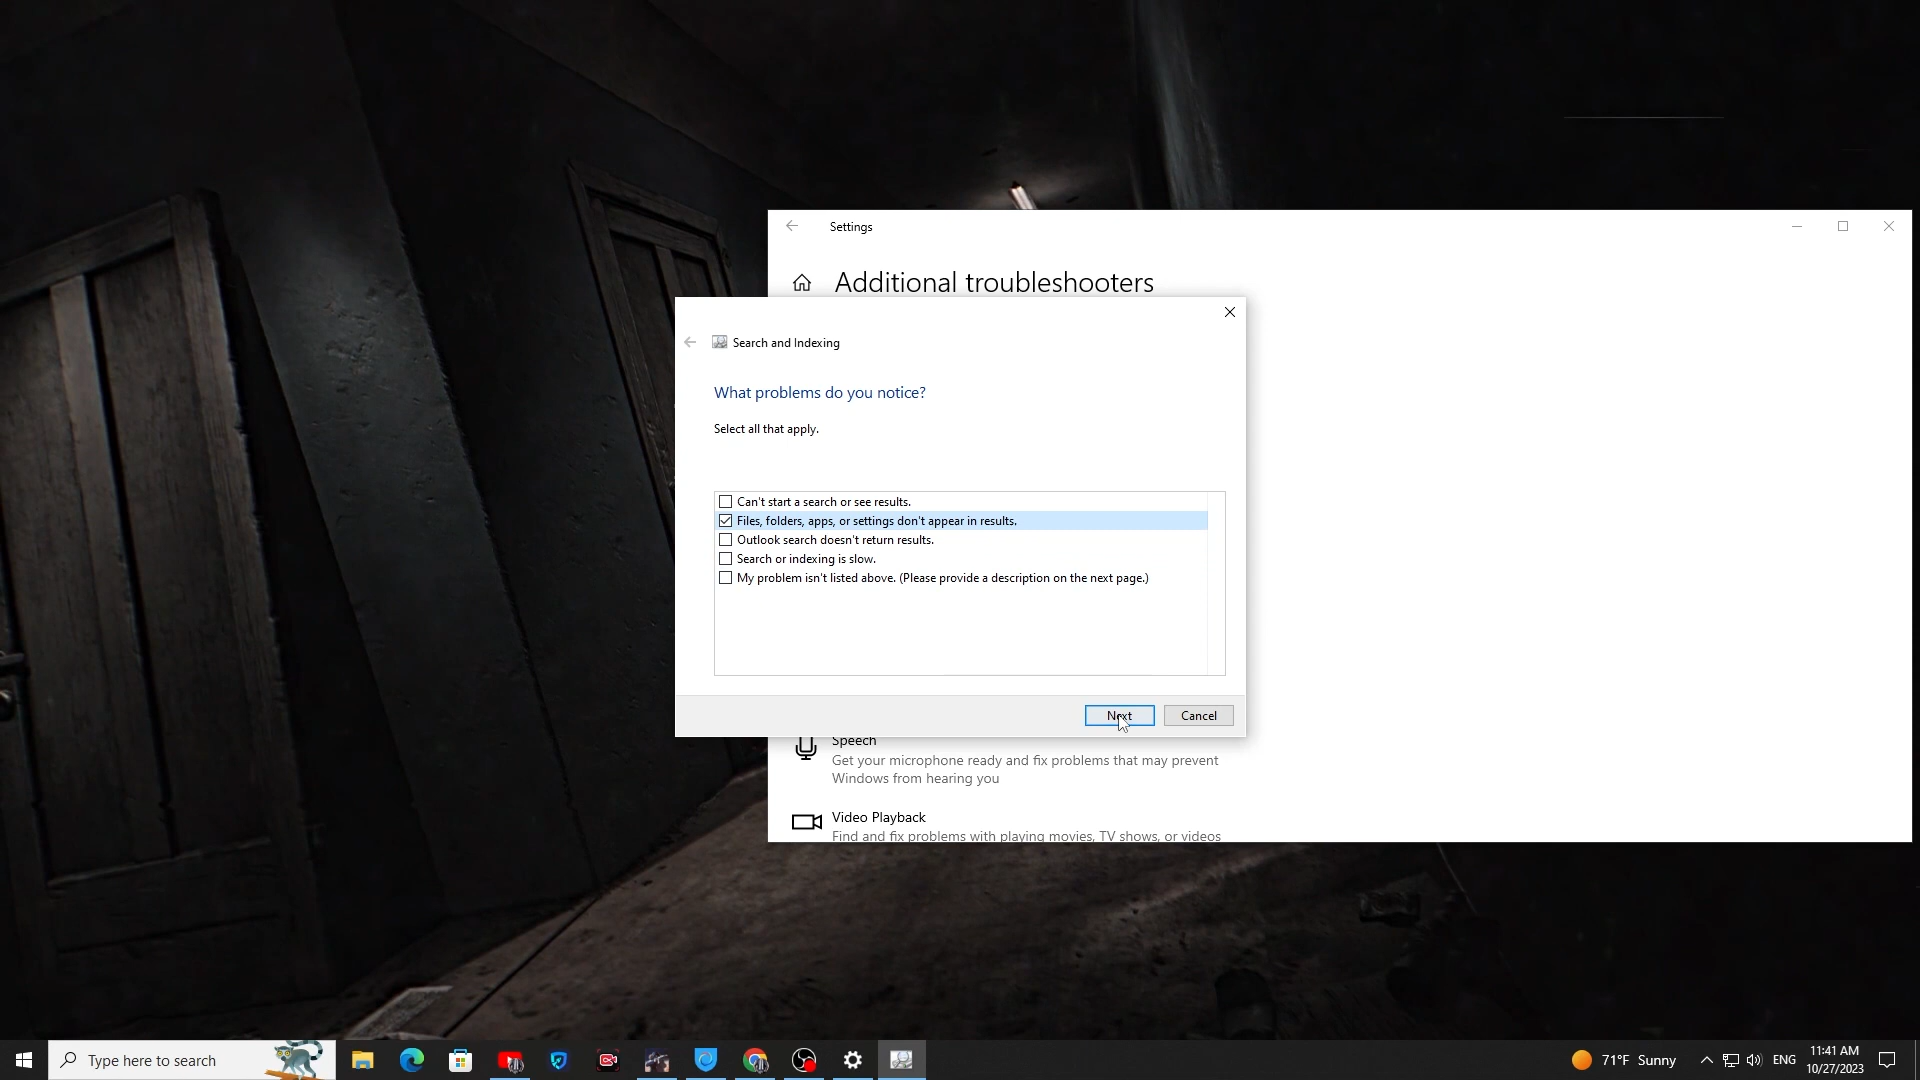 Settings
Additional troubleshooters
Search and Indexing
What problems do you notice?
Select all that apply.
Can't start a search or see results.
Files, folders, apps, or settings don't appear in results.
Outlook search doesn't return results.
Search or indexing is slow.
My problem isn't listed above. (Please provide a description on the next page.)
Next
Cancel
Speech
Get your microphone ready and fix problems that may prevent
Windows from hearing you
Video Playback
Find and fix problems with playing movies, TV shows, or videos
Type here to search
71°F Sunny
ENG
11:41 AM
10/27/2023